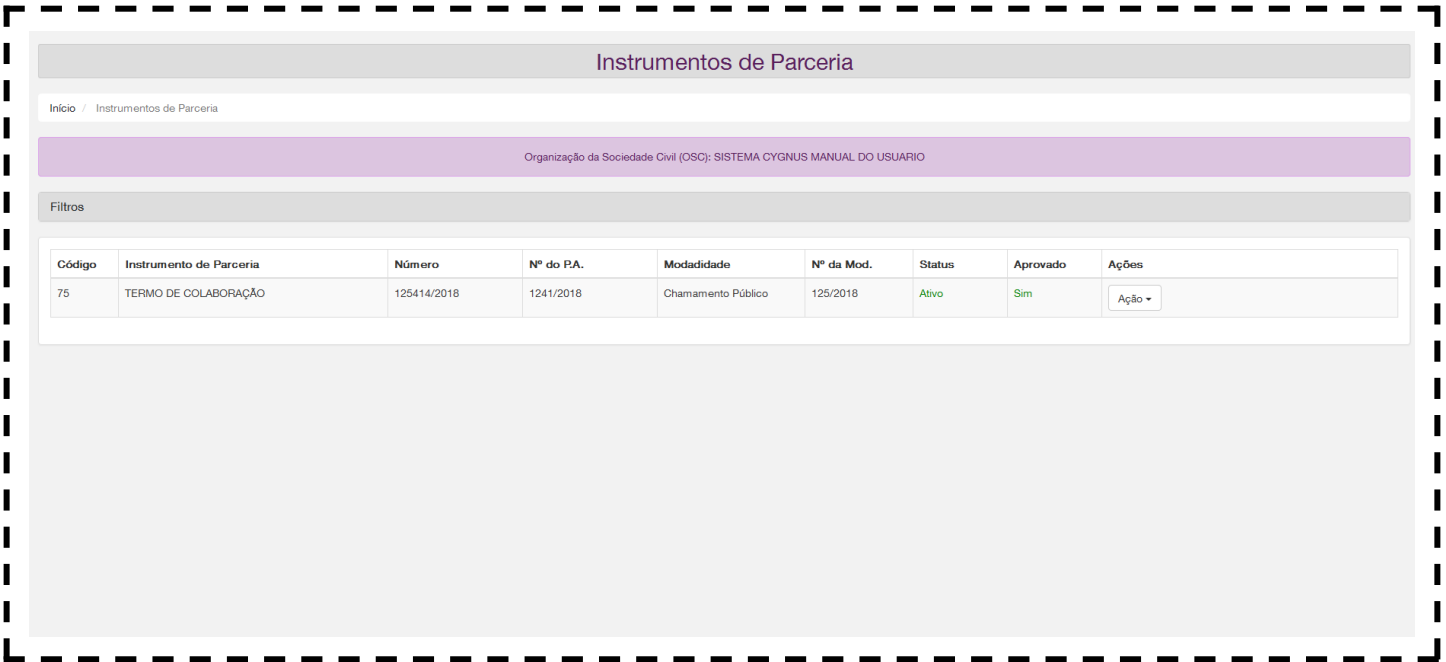 Instrumentos de Parceria
Início / Instrumentos de Parceria
Organização da Sociedade Civil (OSC): SISTEMA CYGNUS MANUAL DO USUARIO
Filtros
Código Instrumento de Parceria Número Nº do P.A. Modadidade Nº da Mod. Status Aprovado Ações
75 TERMO DE COLABORAÇÃO 125414/2018 1241/2018 Chamamento Público 125/2018 Ativo Sim Ação